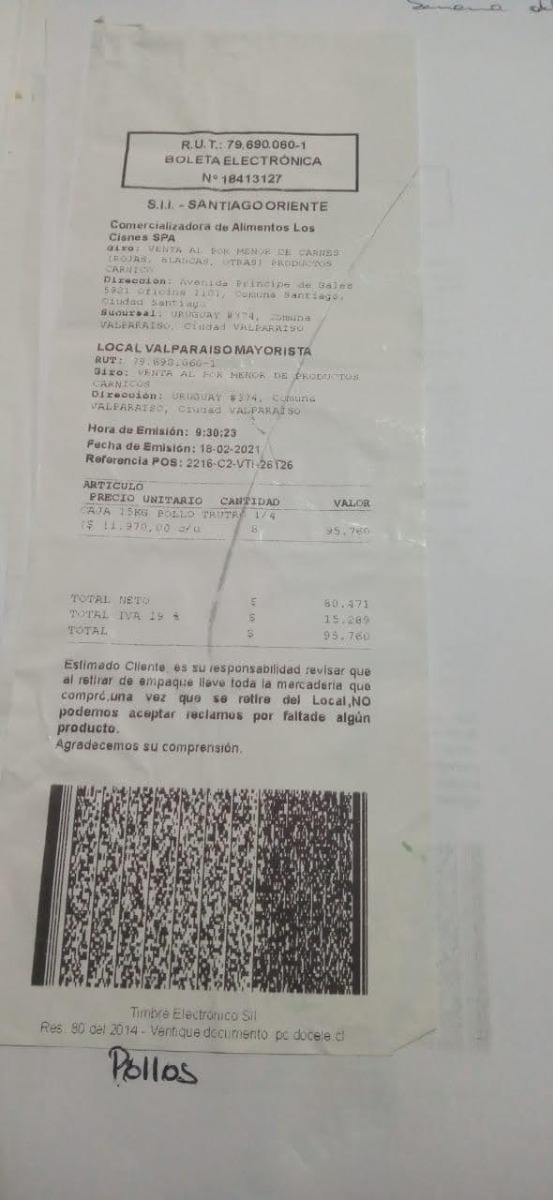 Semana del
R.U.T.: 79.690.060-1
BOLETA ELECTRÓNICA
Nº 18413127
S.I.I. - SANTIAGO ORIENTE
Comercializadora de Alimentos Los
Cisnes SPA
Giro: VENTA AL POR MENOR DE CARNES
(ROJAS, BLANCAS, OTRAS) PRODUCTOS
CARNICO
Dirección: Avenida Principe de Gales
5921 Oficina 1101, Comuna Santiago,
Ciudad Santiago
Sucursal: URUGUAY #374, Comuna
VALPARAISO, Ciudad VALPARAISO
LOCAL VALPARAISO MAYORISTA
RUT: 79.690.060-1
Giro: VENTA AL POR MENOR DE PRODUCTOS
CARNICOS
Dirección: URUGUAY #374, Comuna
VALPARAISO, Ciudad VALPARAISO
Hora de Emisión: 9:30:23
Fecha de Emisión: 18-02-2021
Referencia POS: 2216-C2-VTI-26126
ARTICULO
PRECIO UNITARIO CANTIDAD VALOR
CAJA 15KG POLLO TRUTRO 1/4
($ 11.970,00 c/u 8 95.760
TOTAL NETO $ 80.471
TOTAL IVA 19 % $ 15.289
TOTAL $ 95.760
Estimado Cliente, es su responsabilidad revisar que
al retirar de empaque lleve toda la mercaderia que
compró,una vez que se retire del Local,NO
podemos aceptar reclamos por faltade algún
producto.
Agradecemos su comprensión.
Timbre Electrónico SII
Res. 80 del 2014 - Verifique documento: pc.docele.cl
Pollos